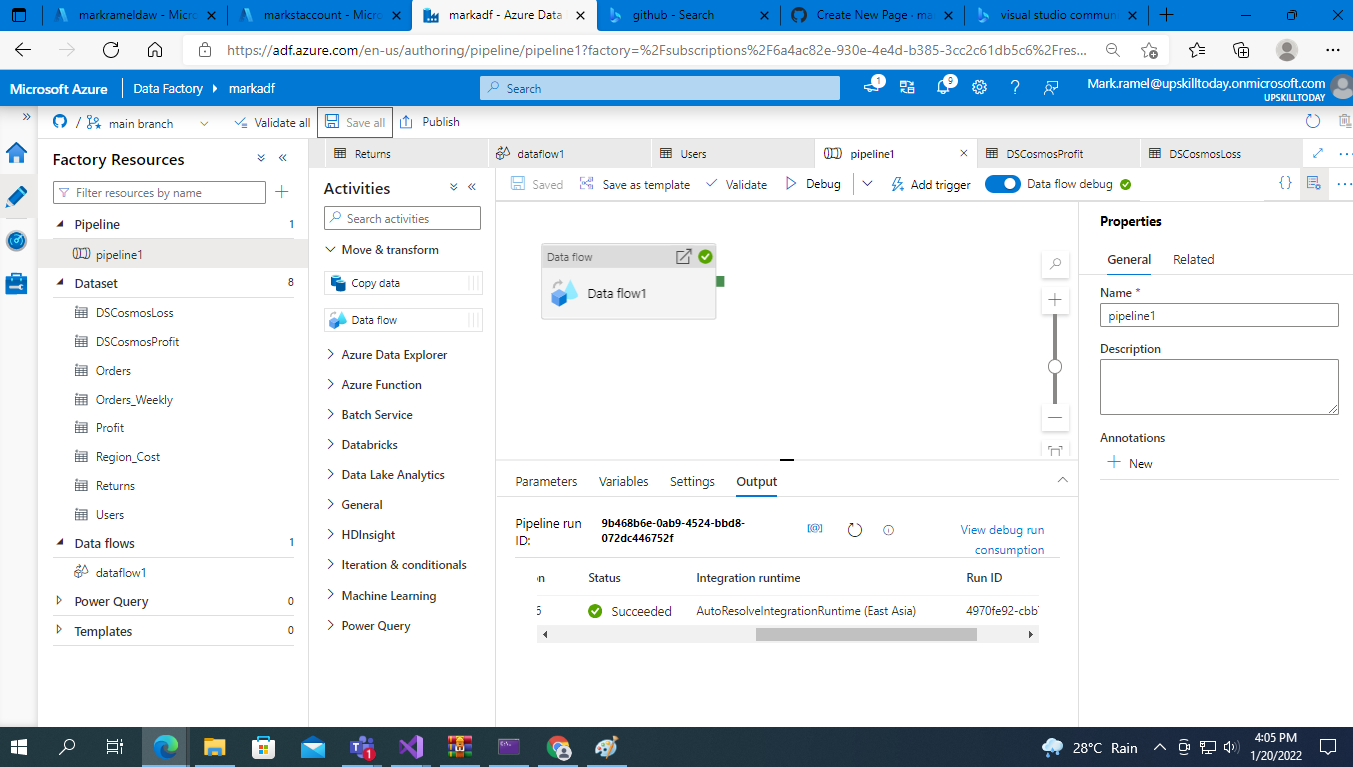 markrameldaw - Micro
markstaccount - Micro
markadf - Azure Data
github - Search
Create New Page · ma
visual studio commun
https://adf.azure.com/en-us/authoring/pipeline/pipeline1?factory=%2Fsubscriptions%2F6a4ac82e-930e-4e4d-b385-3cc2c61db5c6%2Fres...
Microsoft Azure
Data Factory
markadf
Search
1
9
Mark.ramel@upskilltoday.onmicrosoft.com
UPSKILLTODAY
/
main branch
Validate all
Save all
Publish
Factory Resources
Filter resources by name
Pipeline 1
pipeline1
Dataset 8
DSCosmosLoss
DSCosmosProfit
Orders
Orders_Weekly
Profit
Region_Cost
Returns
Users
Data flows 1
dataflow1
Power Query 0
Templates 0
Returns
dataflow1
Users
pipeline1
DSCosmosProfit
DSCosmosLoss
Activities
Search activities
Move & transform
Copy data
Data flow
Azure Data Explorer
Azure Function
Batch Service
Databricks
Data Lake Analytics
General
HDInsight
Iteration & conditionals
Machine Learning
Power Query
Saved
Save as template
Validate
Debug
Add trigger
Data flow debug
Data flow
Data flow1
Parameters
Variables
Settings
Output
Pipeline run
ID:
9b468b6e-0ab9-4524-bbd8-
072dc446752f
View debug run
consumption
on
Status
Integration runtime
Run ID
Succeeded
AutoResolveIntegrationRuntime (East Asia)
4970fe92-cbb
Properties
General
Related
Name *
pipeline1
Description
Annotations
New
1
28°C Rain
4:05 PM
1/20/2022